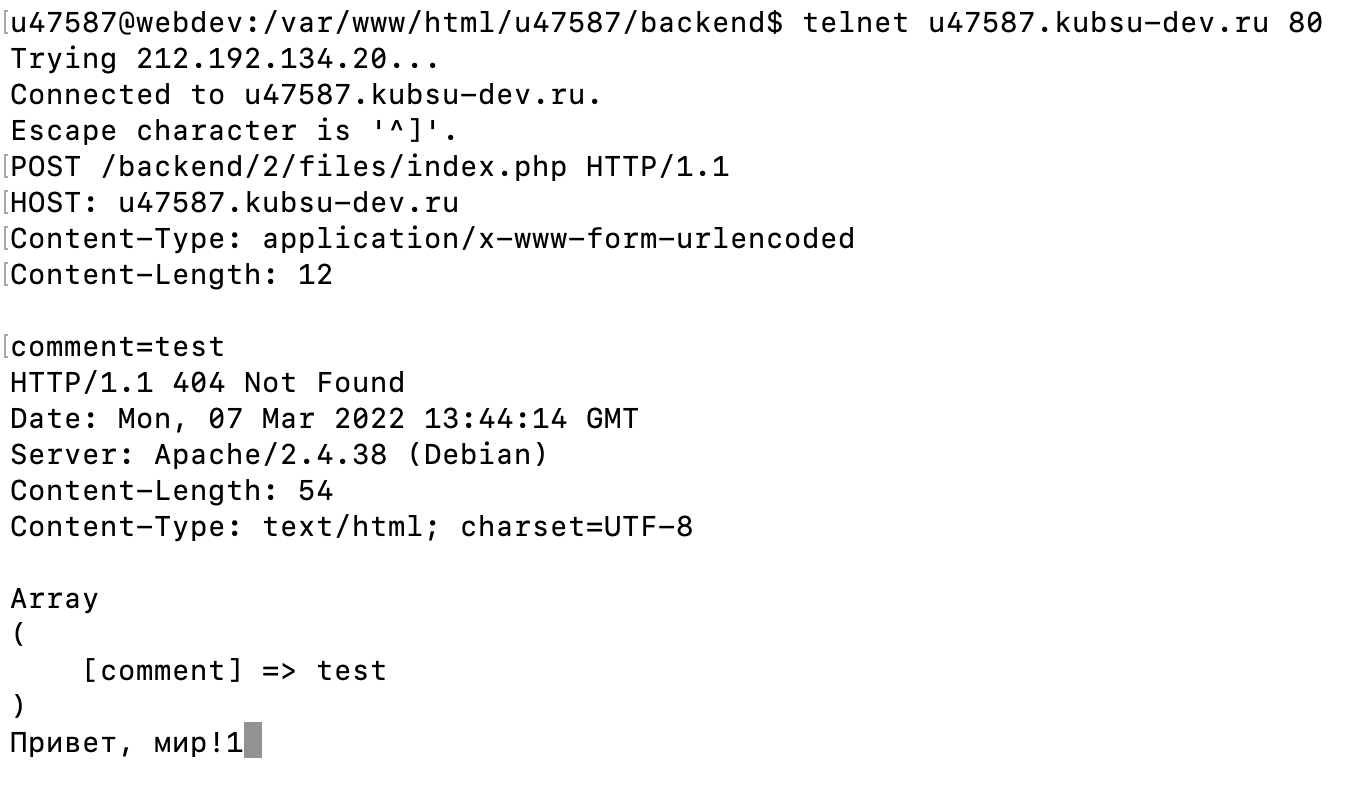 u47587@webdev:/var/www/html/u47587/backend$ telnet u47587.kubsu-dev.ru 80
Trying 212.192.134.20...
Connected to u47587.kubsu-dev.ru.
Escape character is '^]'.
POST /backend/2/files/index.php HTTP/1.1
HOST: u47587.kubsu-dev.ru
Content-Type: application/x-www-form-urlencoded
Content-Length: 12

comment=test
HTTP/1.1 404 Not Found
Date: Mon, 07 Mar 2022 13:44:14 GMT
Server: Apache/2.4.38 (Debian)
Content-Length: 54
Content-Type: text/html; charset=UTF-8

Array
(
    [comment] => test
)
Привет, мир!1